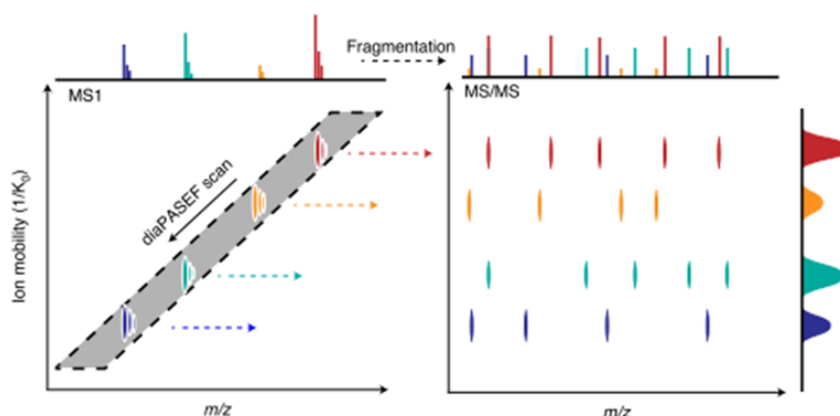 Fragmentation
MS1
MS/MS
Ion mobility (1/K₀)
diaPASEF scan
m/z
m/z